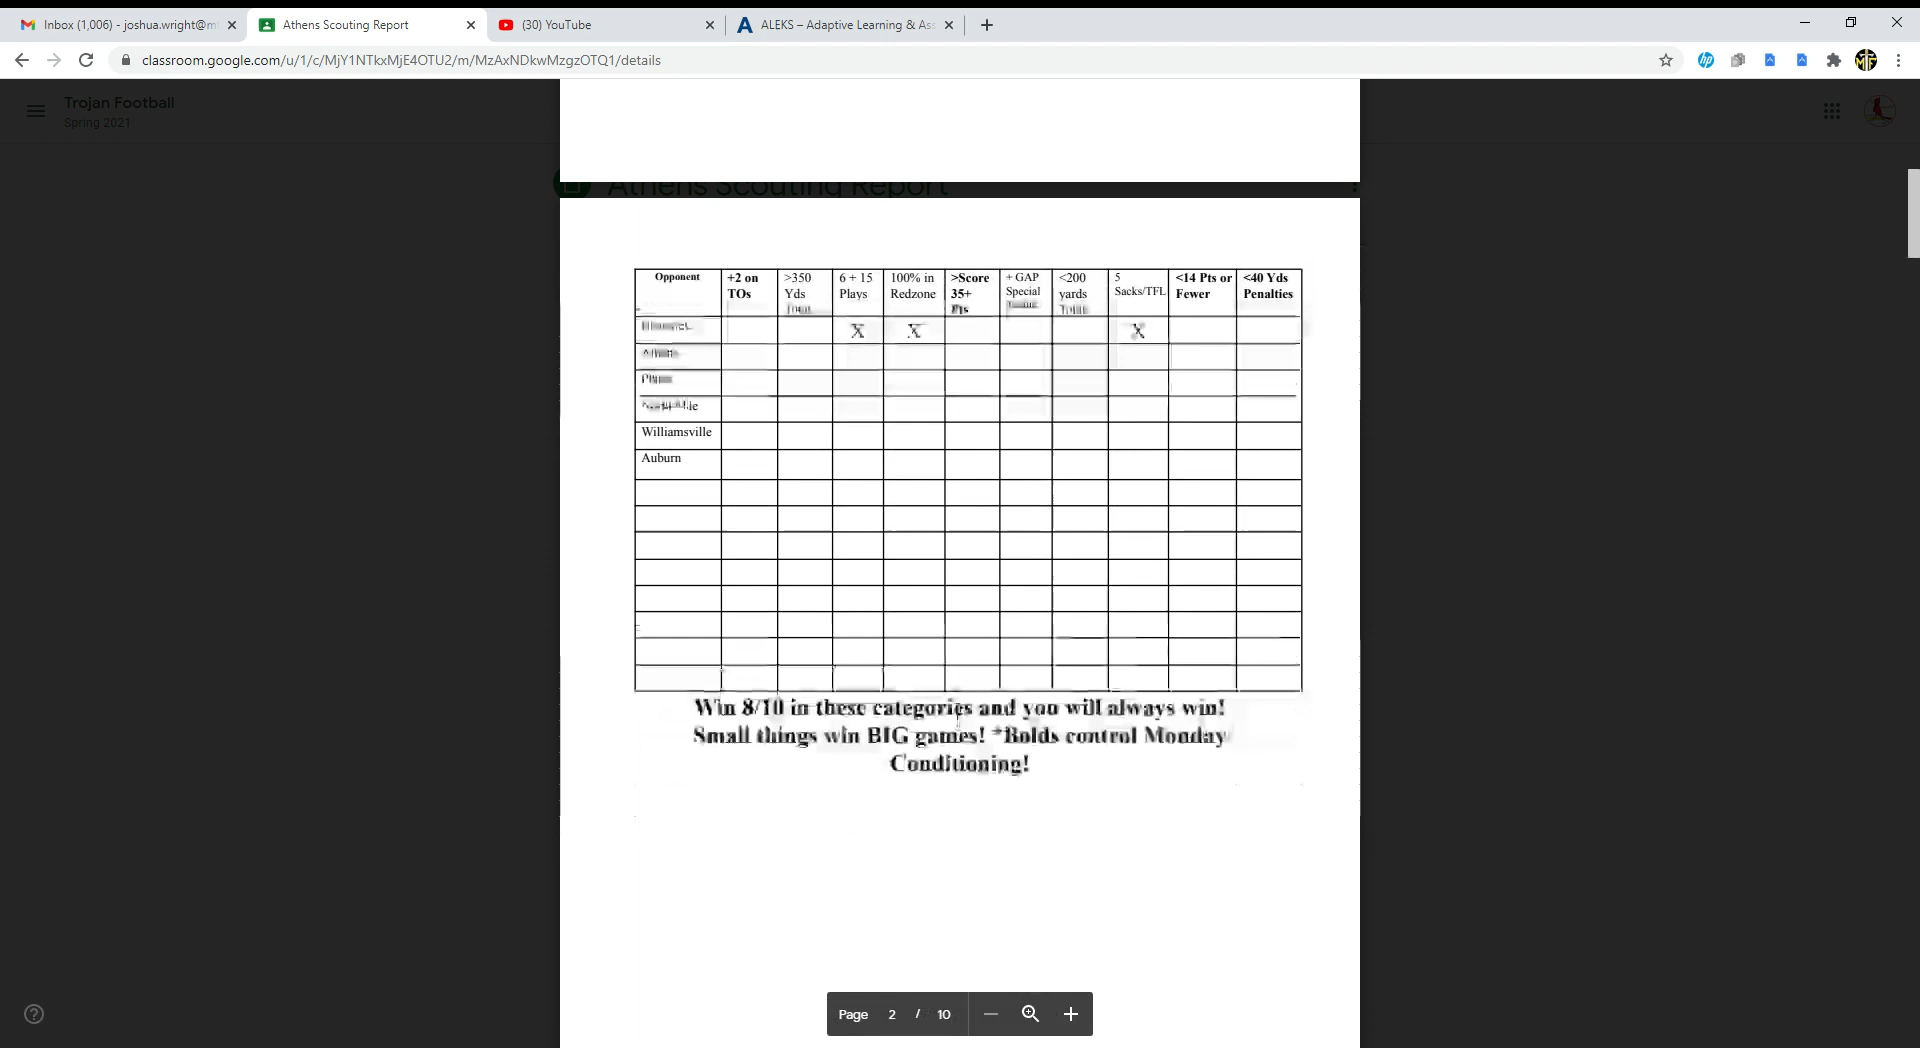 Inbox (1,006) - joshua.wright@m
Athens Scouting Report
(30) YouTube
ALEKS – Adaptive Learning & As
classroom.google.com/u/1/c/MjY1NTkxMjE4OTU2/m/MzAxNDkwMzgzOTQ1/details
Trojan Football
Spring 2021
Athens Scouting Report
Opponent +2 on >350 6 + 15 100% in >Score + GAP <200 5 <14 Pts or <40 Yds
TOs Yds Plays Redzone 35+ Special yards Sacks/TFL Fewer Penalties
Pts
X X X
Williamsville
Auburn
Win 8/10 in these categories and you will always win!
Small things win BIG games! *Bolds control Monday
Conditioning!
Page 2 / 10